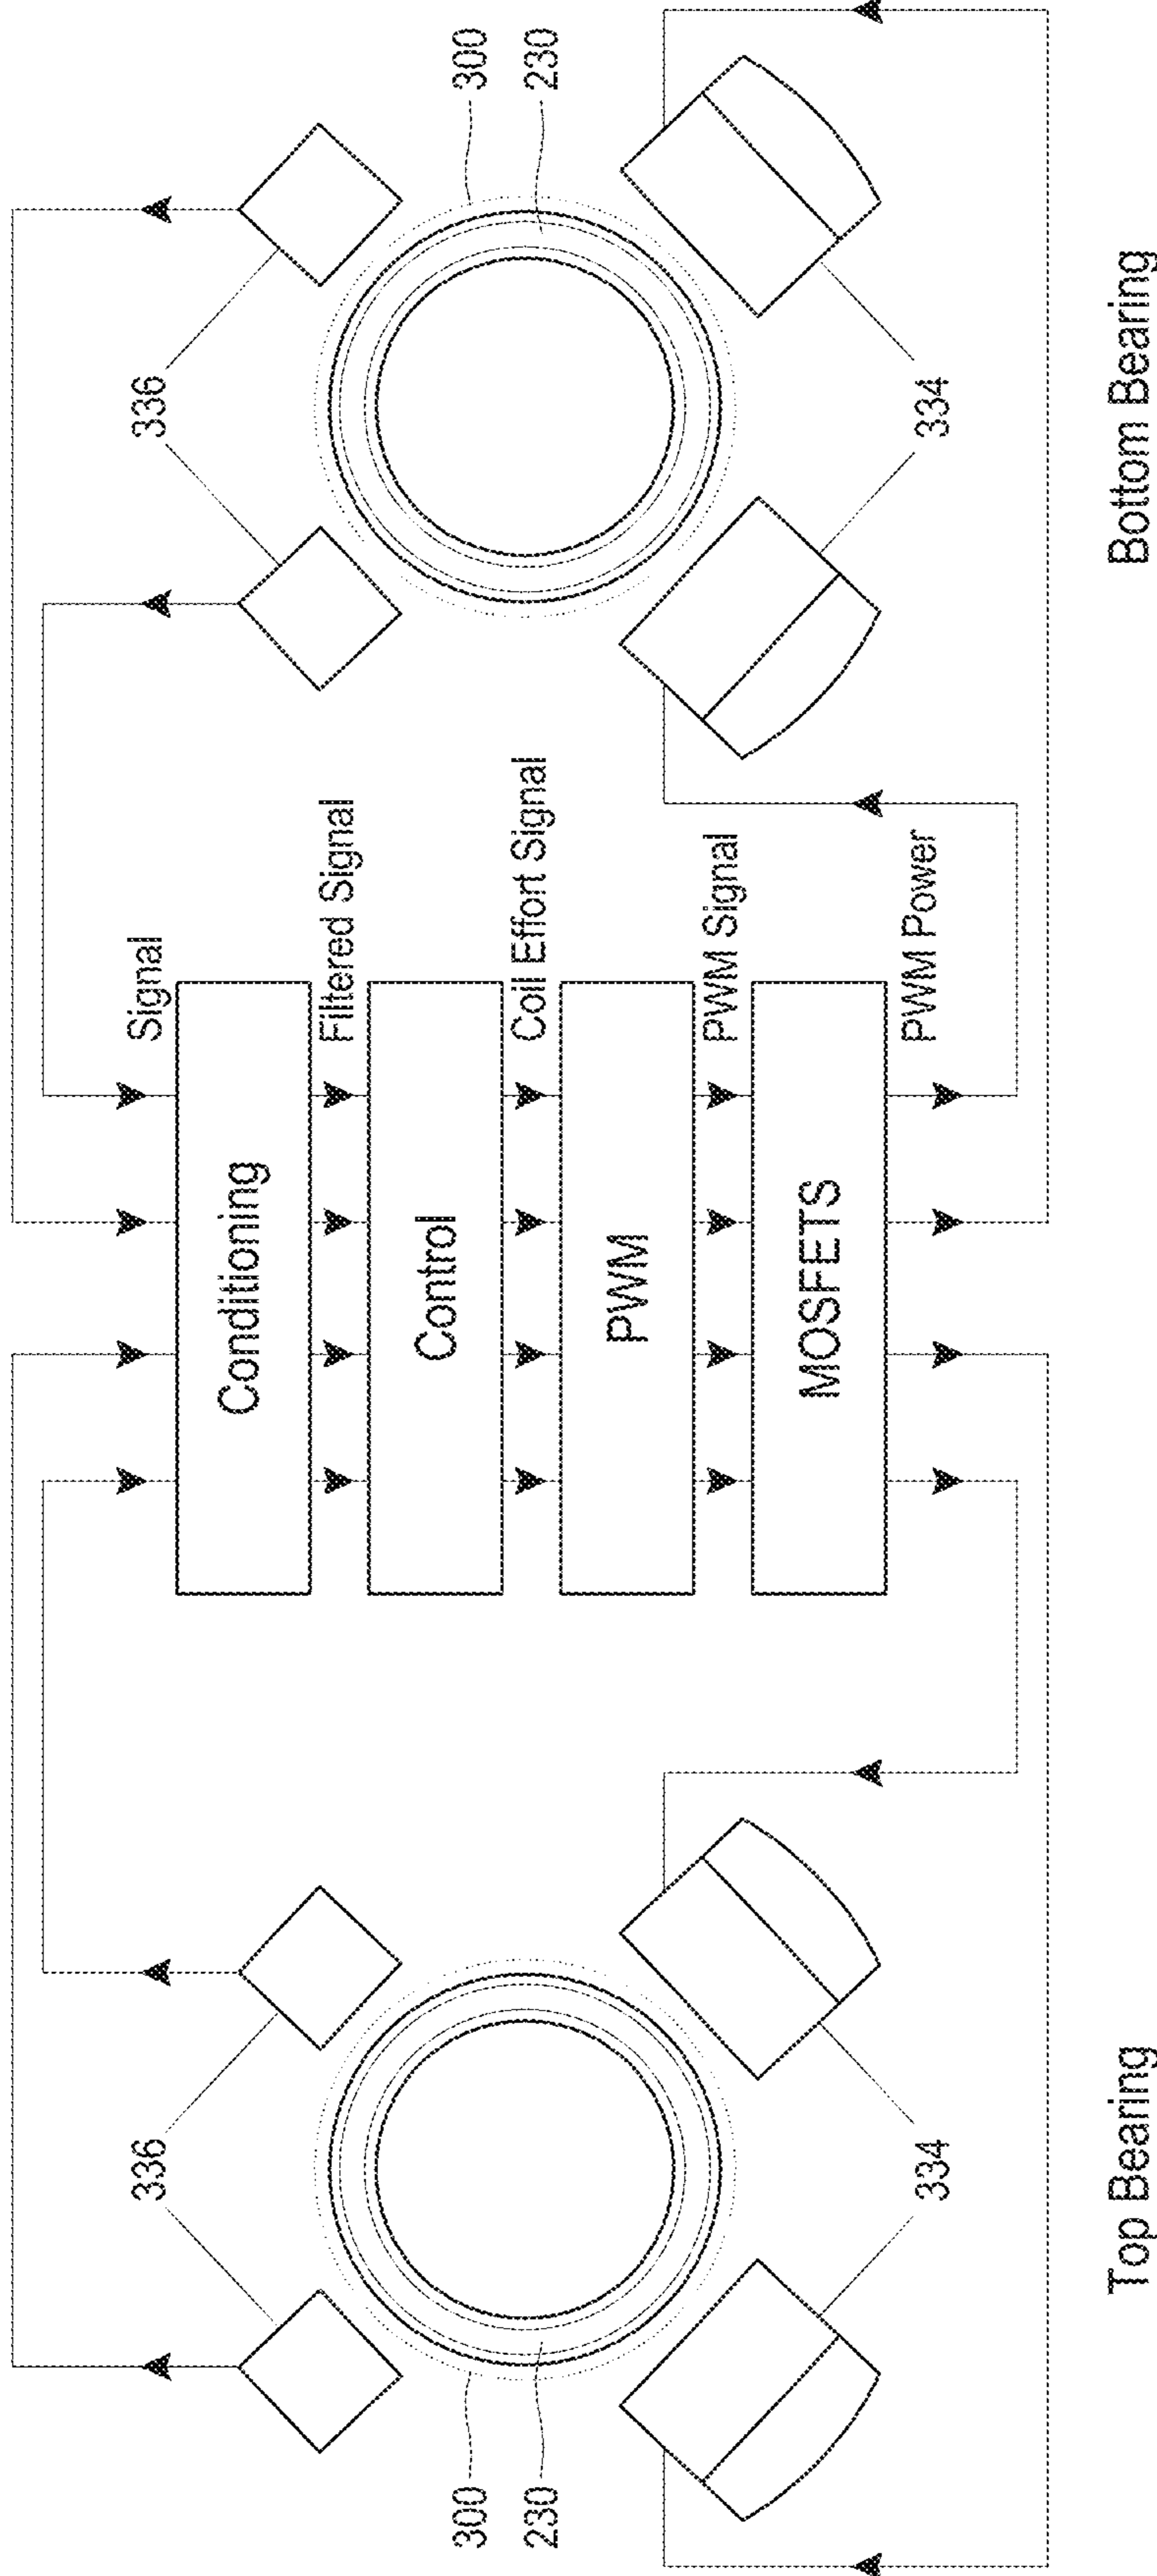 336
Signal
336
Conditioning
Filtered Signal
Control
300
300
230
Coil Effort Signal
230
PWM
PWM Signal
MOSFETS
334
PWM Power
334
Top Bearing
Bottom Bearing